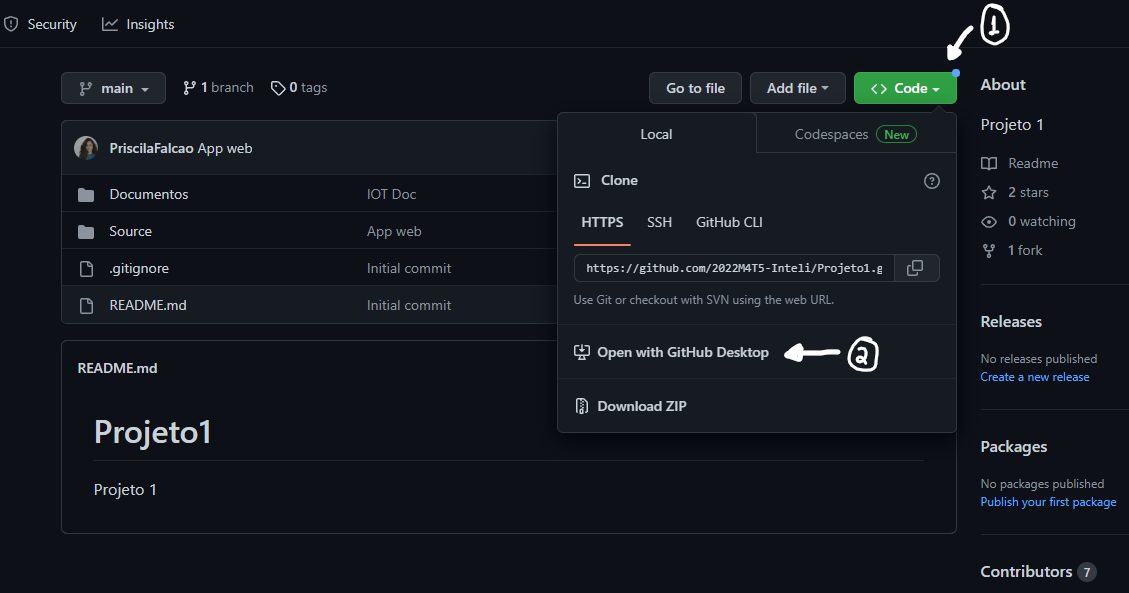 Security Insights
1
main 1 branch 0 tags Go to file Add file Code
About
Projeto 1
Readme
2 stars
0 watching
1 fork
Releases
No releases published
Create a new release
Packages
No packages published
Publish your first package
Contributors 7
PriscilaFalcao App web
Documentos IOT Doc
Source App web
.gitignore Initial commit
README.md Initial commit
Local Codespaces New
Clone
HTTPS SSH GitHub CLI
https://github.com/2022M4T5-Inteli/Projeto1.g
Use Git or checkout with SVN using the web URL.
Open with GitHub Desktop 2
Download ZIP
README.md
Projeto1
Projeto 1